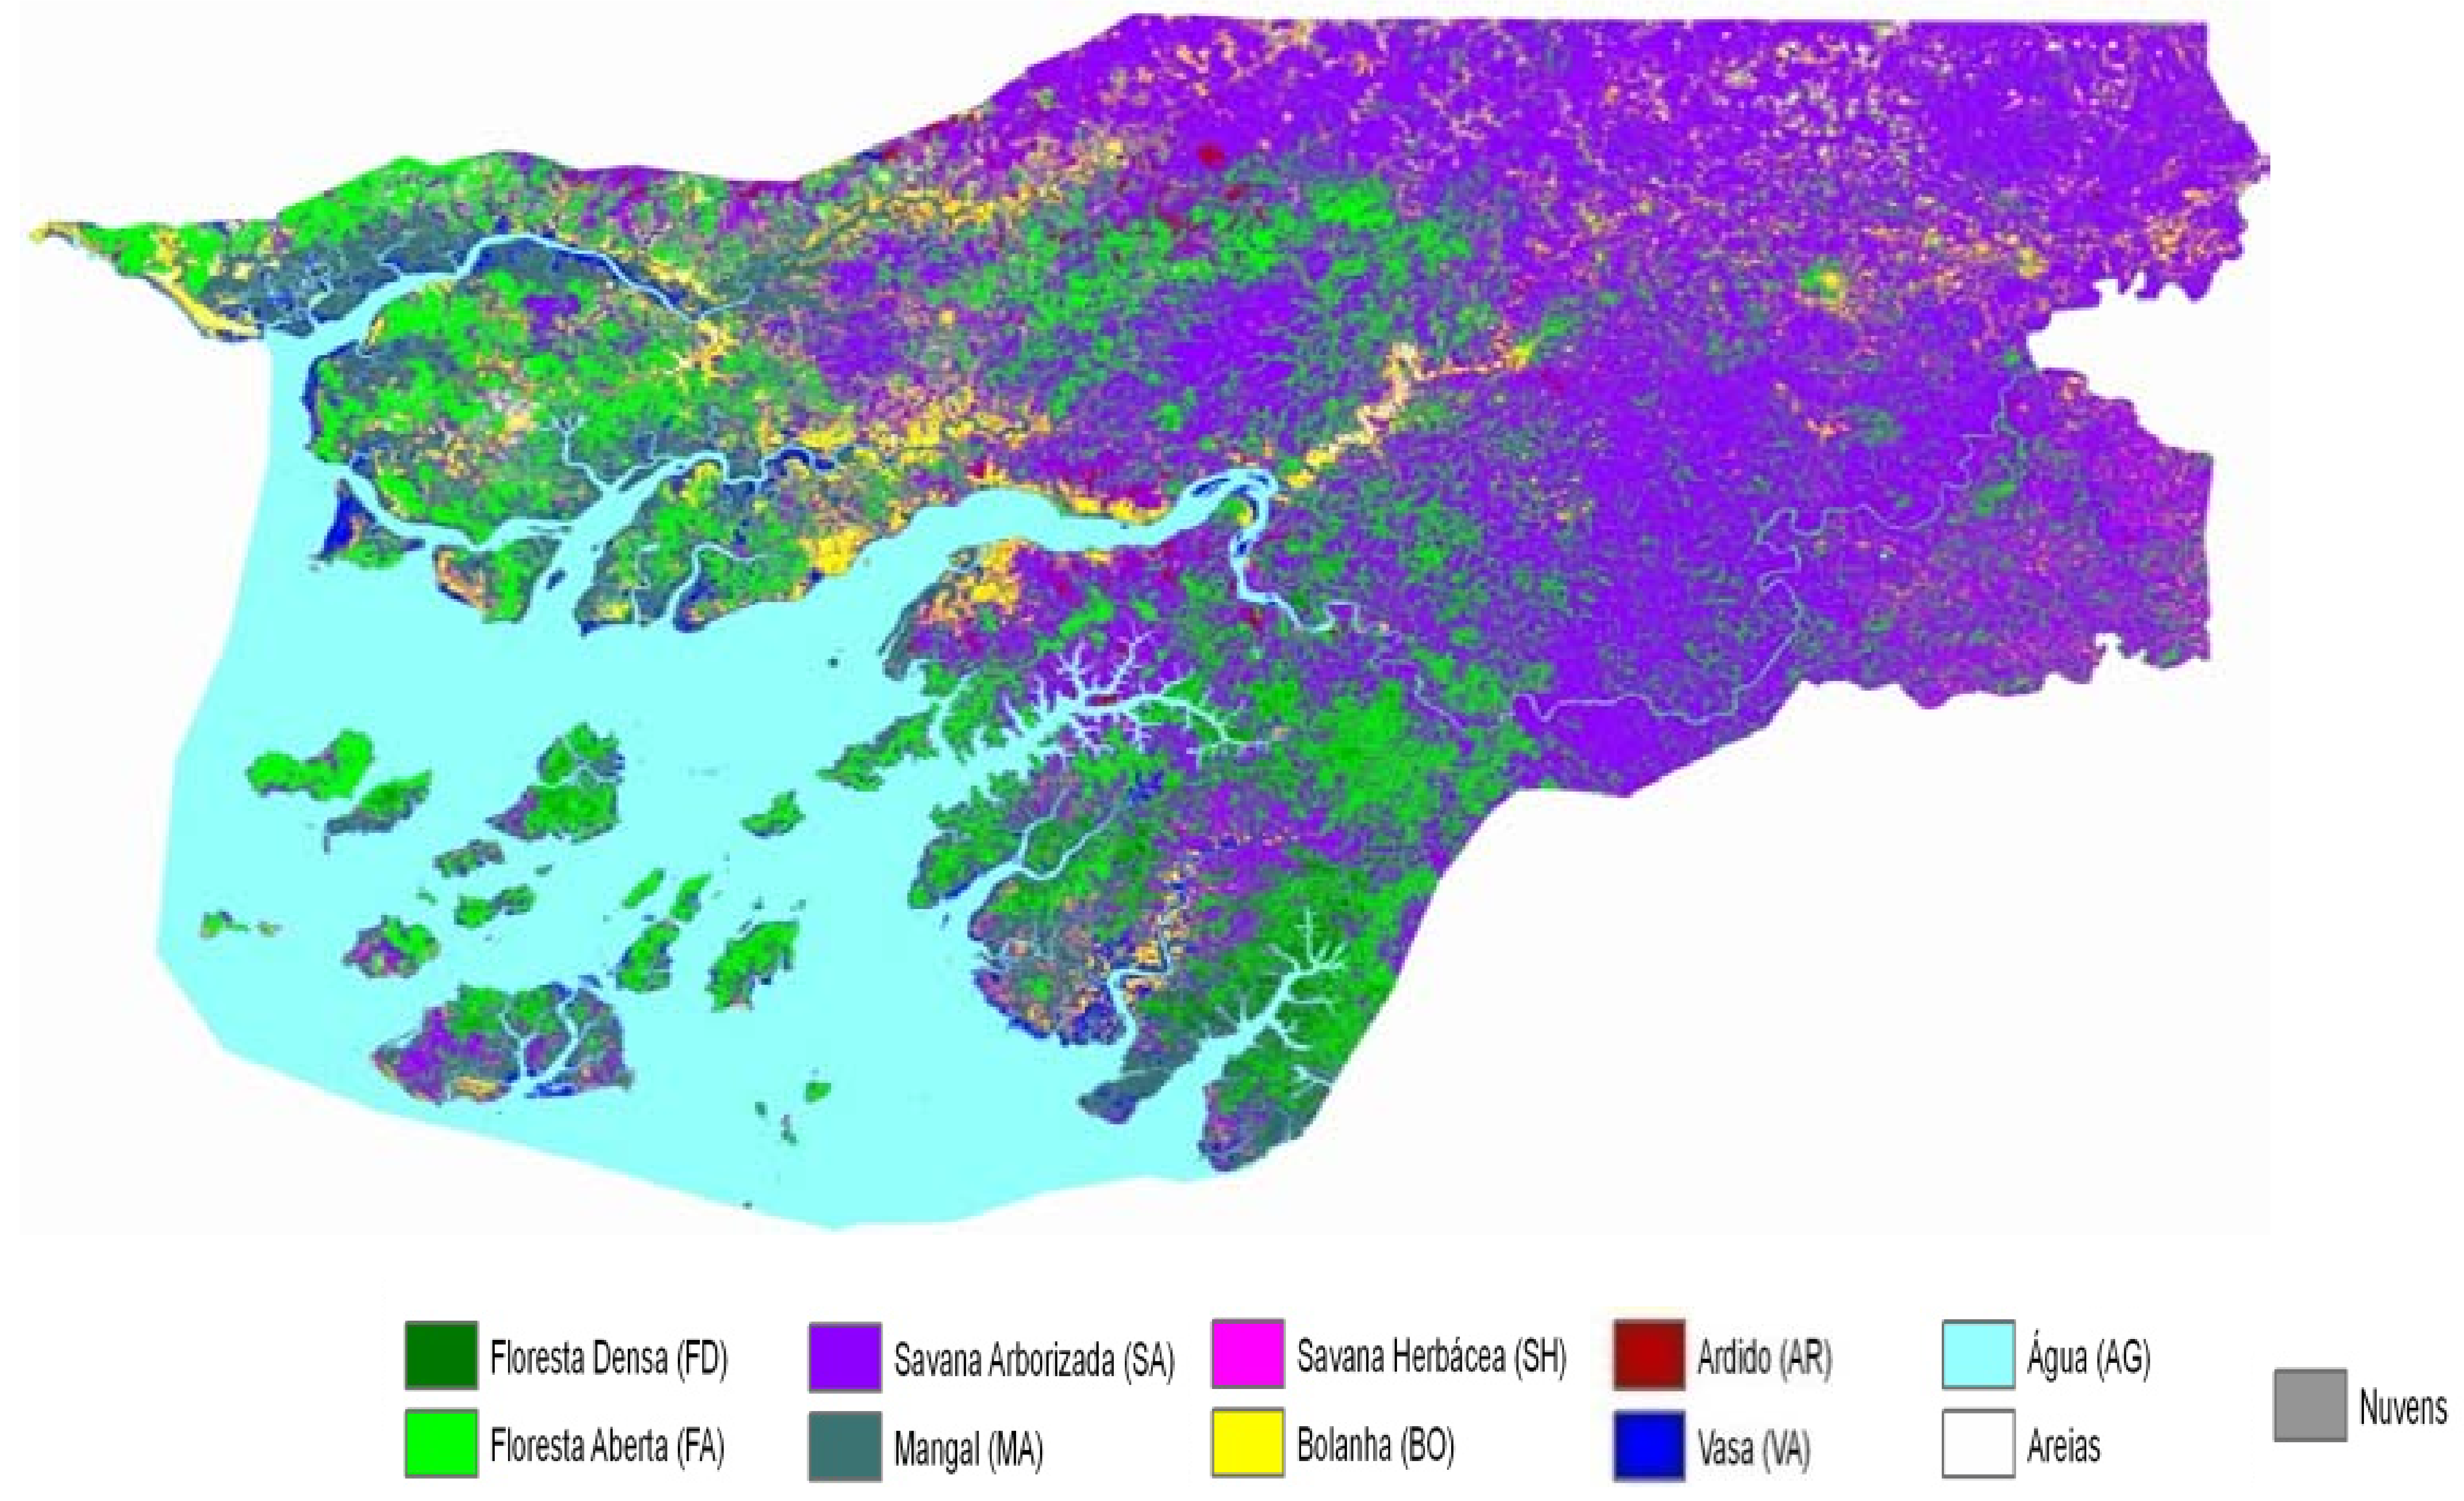 Floresta Densa (FD)
Savana Arborizada (SA)
Savana Herbácea (SH)
Ardido (AR)
Água (AG)
Nuvens
Floresta Aberta (FA)
Mangal (MA)
Bolanha (BO)
Vasa (VA)
Areias